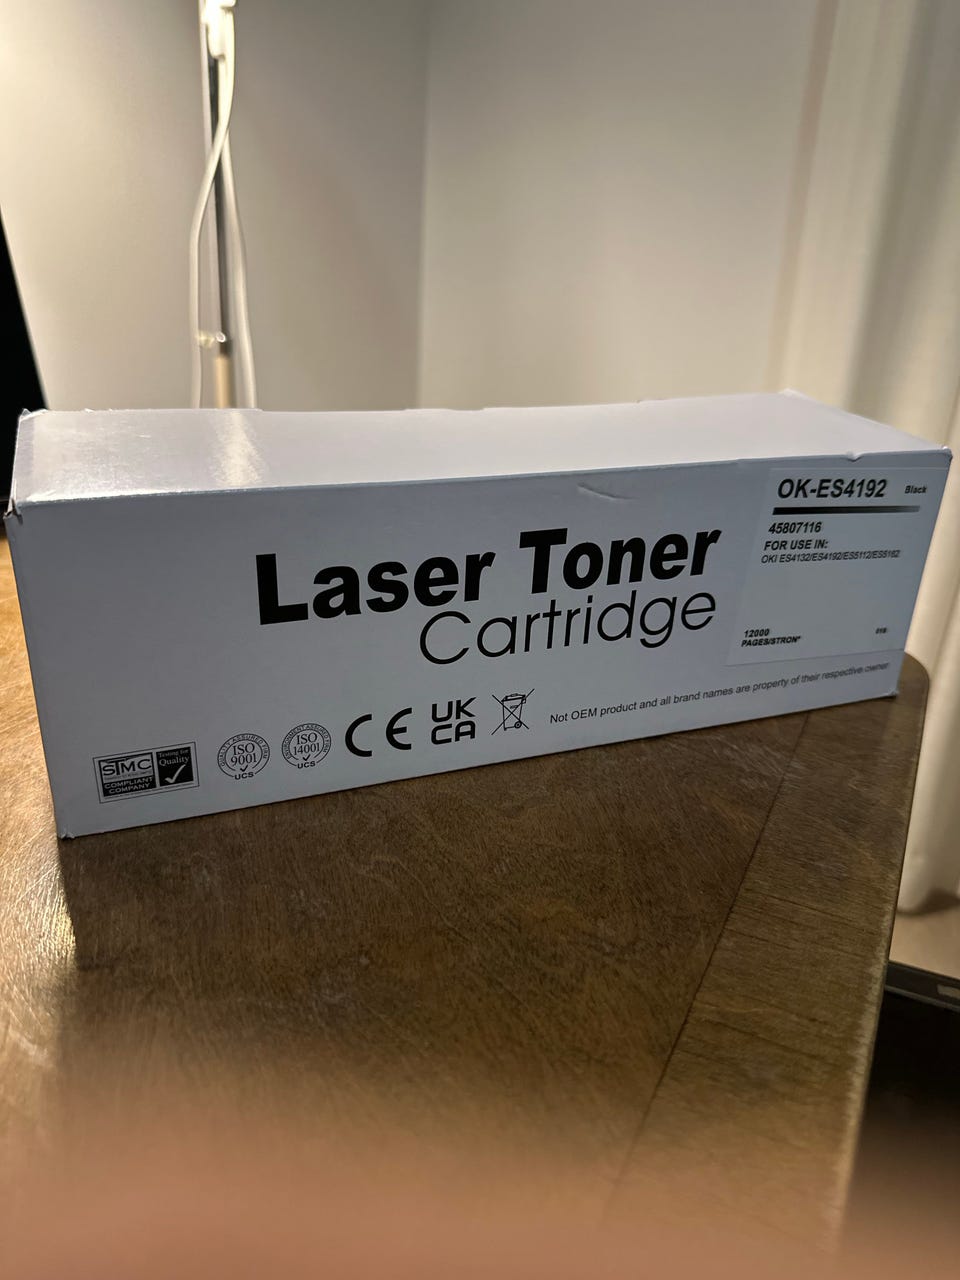 OK-ES4192 Black
45807116
FOR USE IN:
OKI ES4132/ES4192/ES5112/ES5162
12000
PAGES/STRON*
Laser Toner
Cartridge
Not OEM product and all brand names are property of their respective owner
CE
UK
CA
ISO
9001
UCS
ISO
14001
UCS
STMC
COMPLIANT
COMPANY
Testing for
Quality